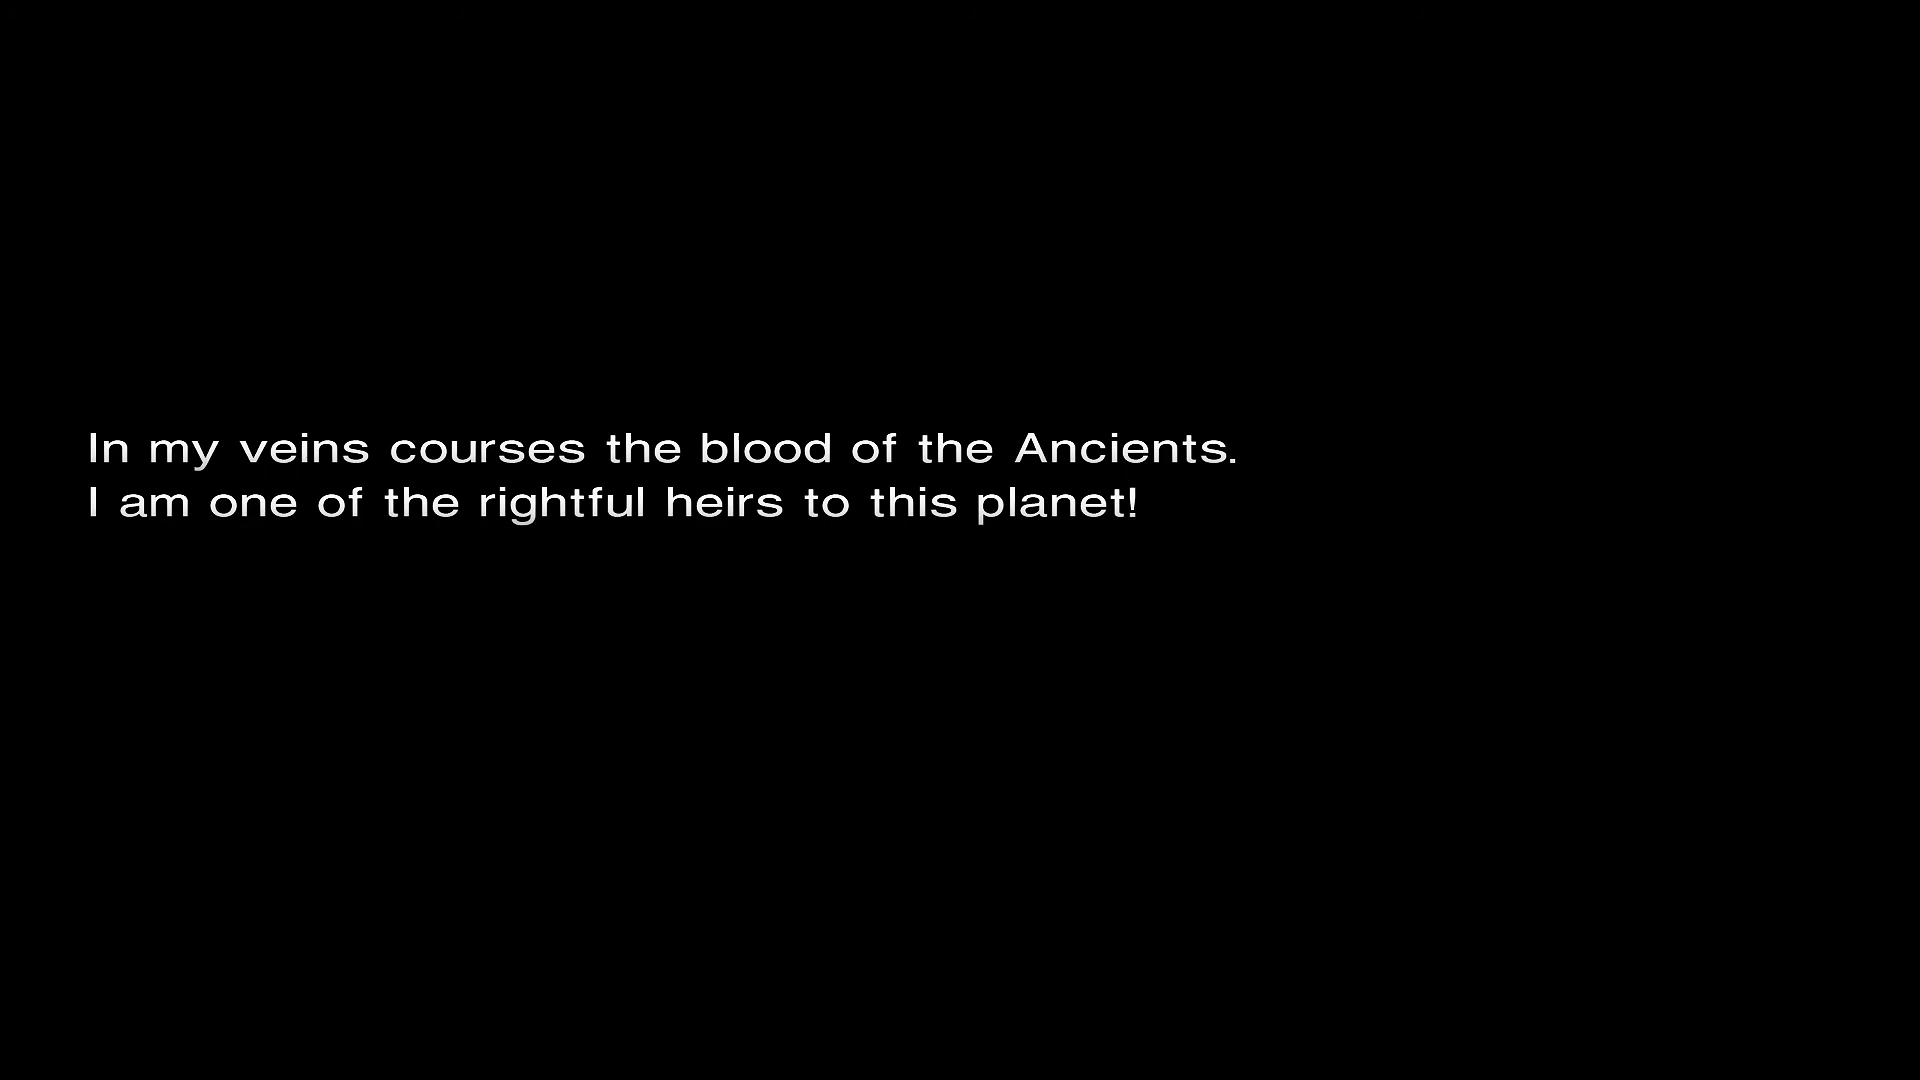 In my veins courses the blood of the Ancients.
I am one of the rightful heirs to this planet!